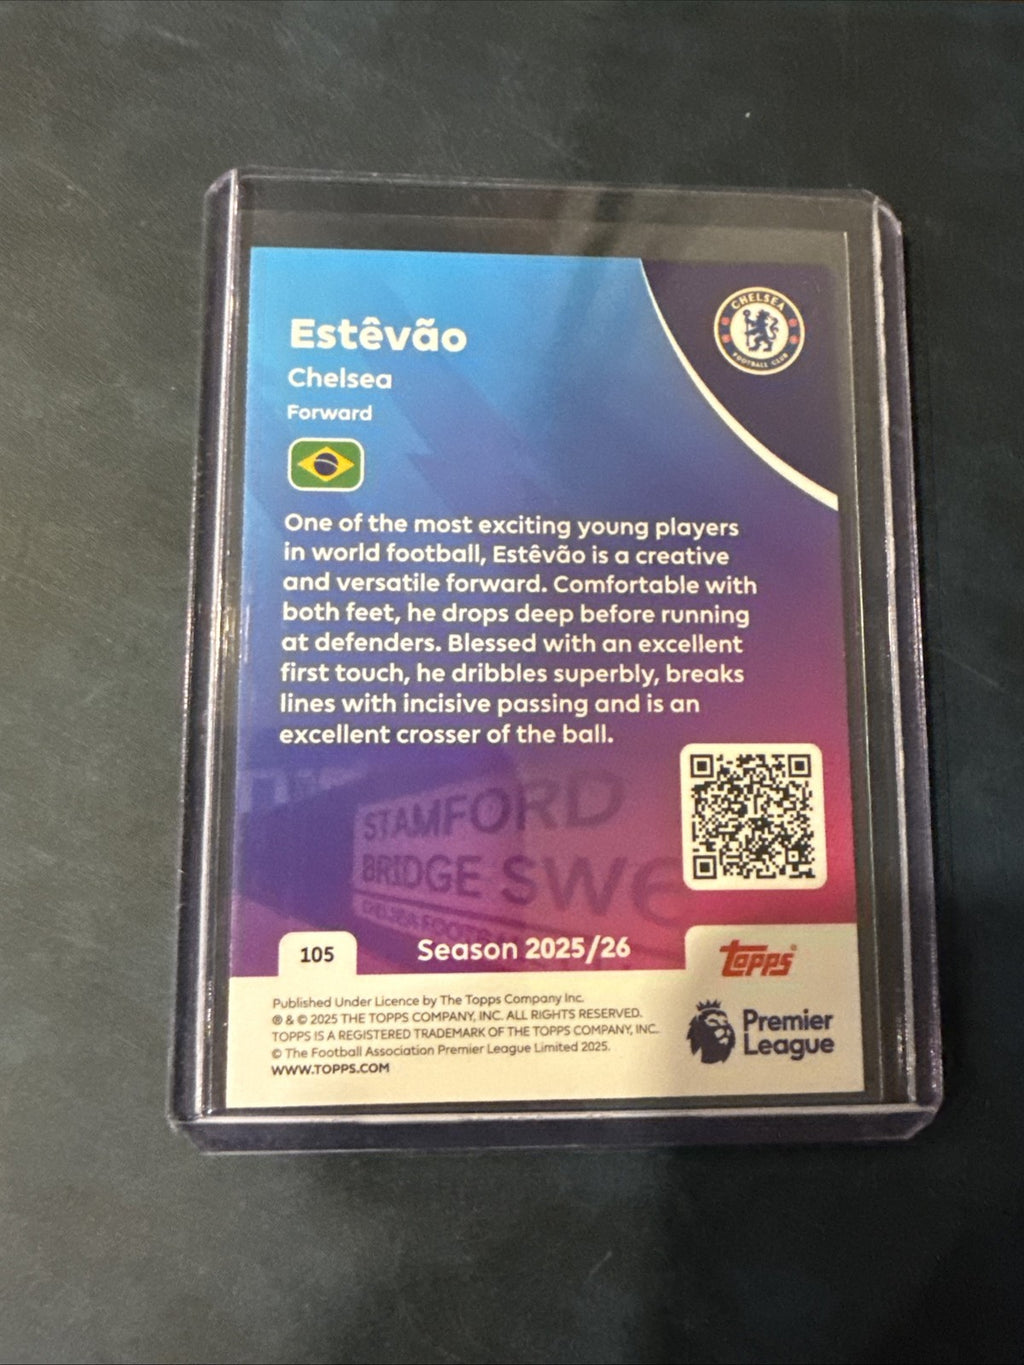 CHELSEA
FOOTBALL CLUB
Estêvão
Chelsea
Forward
One of the most exciting young players
in world football, Estêvão is a creative
and versatile forward. Comfortable with
both feet, he drops deep before running
at defenders. Blessed with an excellent
first touch, he dribbles superbly, breaks
lines with incisive passing and is an
excellent crosser of the ball.
STAMFORD
BRIDGE SW6
105
Season 2025/26
Topps®
Published Under Licence by The Topps Company Inc.
® & © 2025 THE TOPPS COMPANY, INC. ALL RIGHTS RESERVED.
TOPPS IS A REGISTERED TRADEMARK OF THE TOPPS COMPANY, INC.
© The Football Association Premier League Limited 2025.
WWW.TOPPS.COM
Premier
League